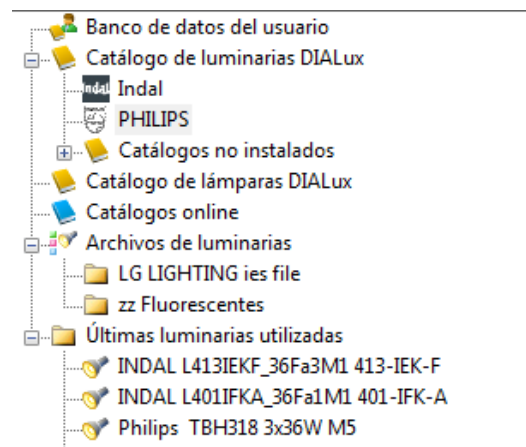 Banco de datos del usuario
Catálogo de luminarias DIALux
Indal Indal
PHILIPS
Catálogos no instalados
Catálogo de lámparas DIALux
Catálogos online
Archivos de luminarias
LG LIGHTING ies file
zz Fluorescentes
Últimas luminarias utilizadas
INDAL L413IEKF_36Fa3M1 413-IEK-F
INDAL L401IFKA_36Fa1M1 401-IFK-A
Philips TBH318 3x36W M5